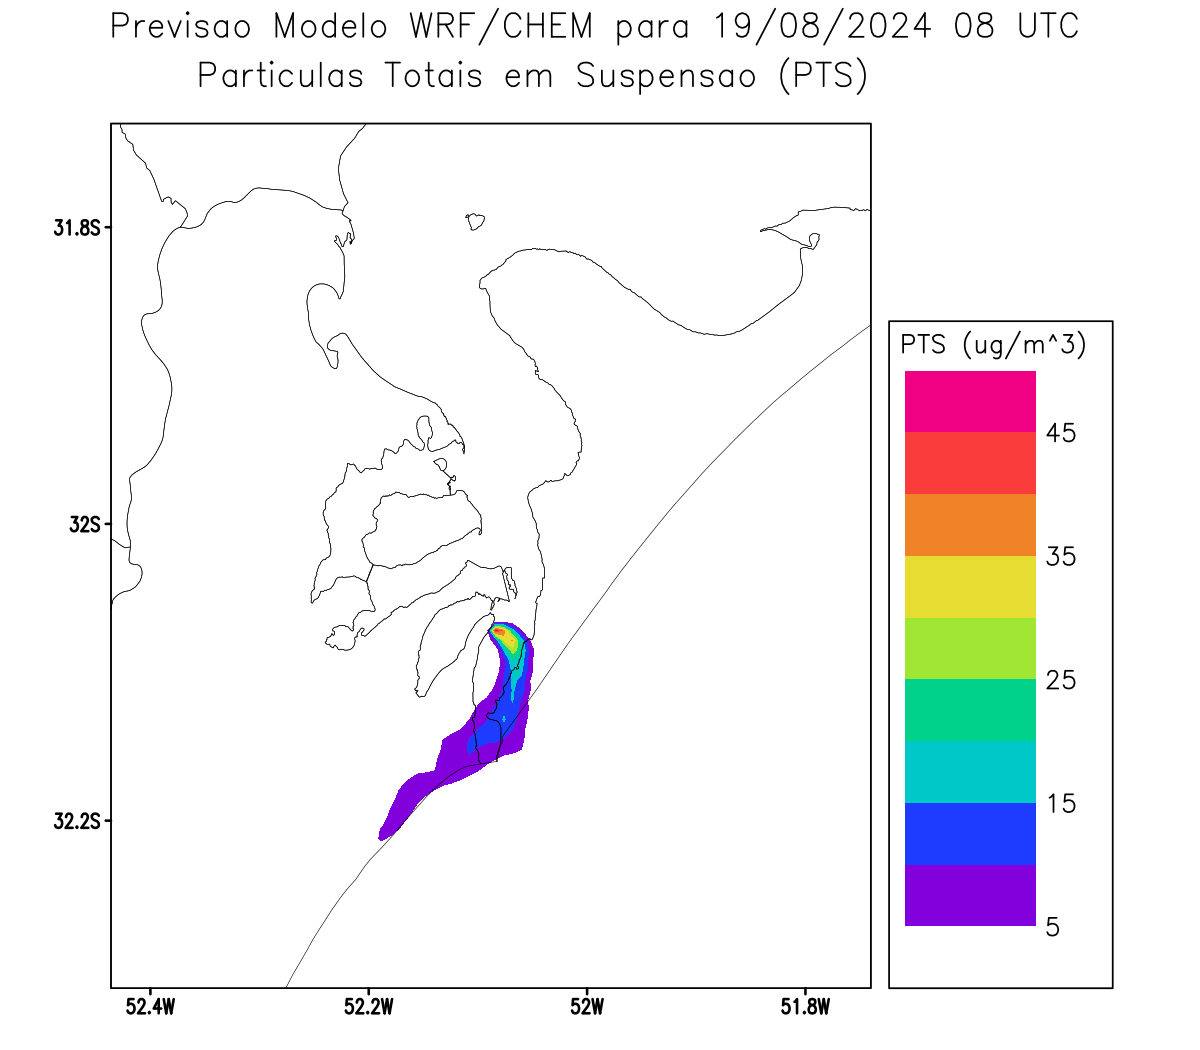 Previsao Modelo WRF/CHEM para 19/08/2024 08 UTC
Particulas Totais em Suspensao (PTS)
31.8S
32S
32.2S
52.4W
52.2W
52W
51.8W
PTS (ug/m^3)
45
35
25
15
5